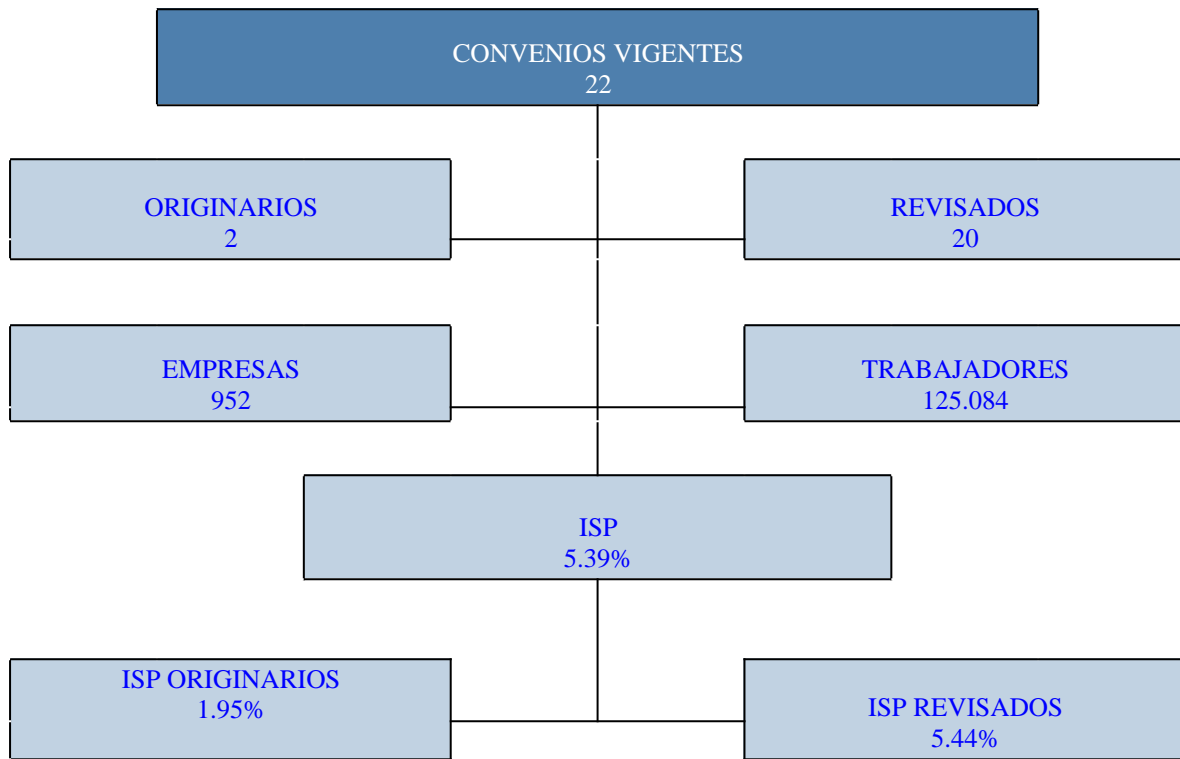 CONVENIOS VIGENTES
22
ORIGINARIOS
2
REVISADOS
20
EMPRESAS
952
TRABAJADORES
125.084
ISP
5.39%
ISP ORIGINARIOS
1.95%
ISP REVISADOS
5.44%